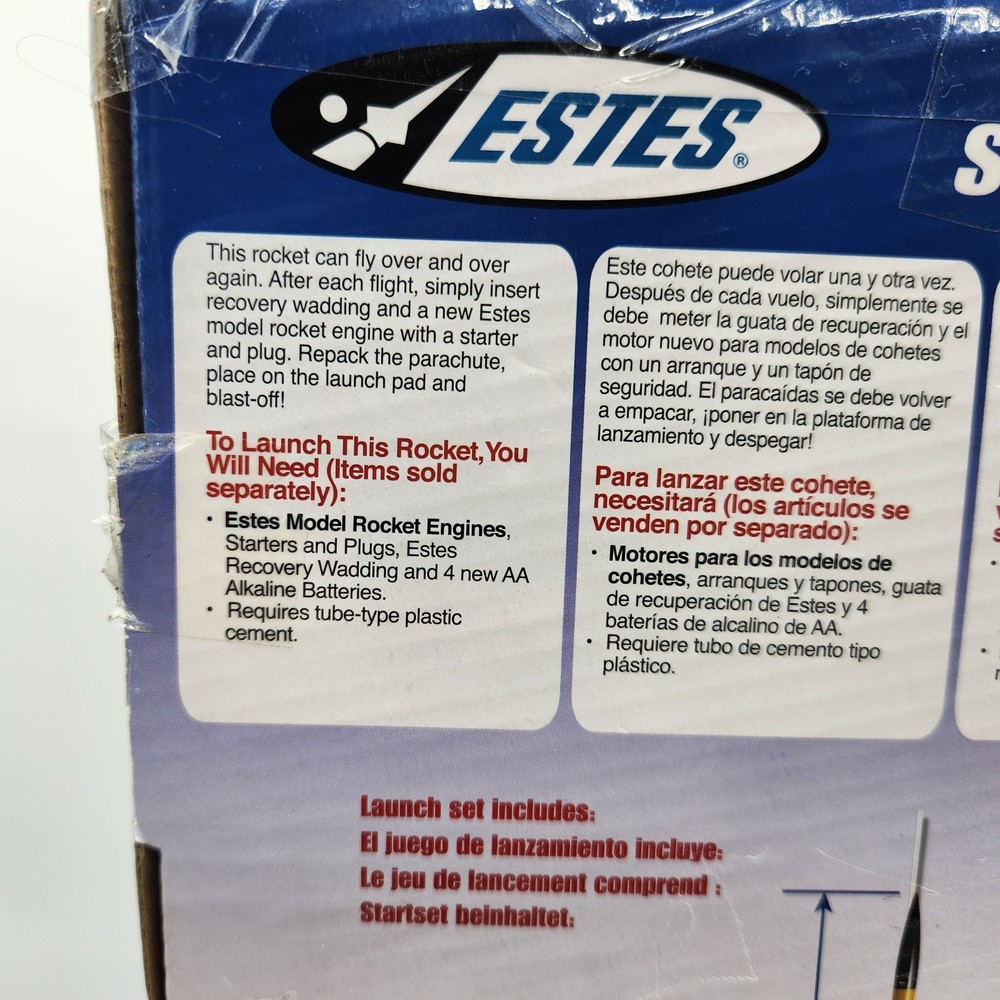 ESTES®
This rocket can fly over and over
again. After each flight, simply insert
recovery wadding and a new Estes
model rocket engine with a starter
and plug. Repack the parachute,
place on the launch pad and
blast-off!
To Launch This Rocket, You
Will Need (Items sold
separately):
• Estes Model Rocket Engines,
Starters and Plugs, Estes
Recovery Wadding and 4 new AA
Alkaline Batteries.
• Requires tube-type plastic
cement.
Este cohete puede volar una y otra vez.
Después de cada vuelo, simplemente se
debe meter la guata de recuperación y el
motor nuevo para modelos de cohetes
con un arranque y un tapón de
seguridad. El paracaídas se debe volver
a empacar, ¡poner en la plataforma de
lanzamiento y despegar!
Para lanzar este cohete,
necesitará (los artículos se
venden por separado):
• Motores para los modelos de
cohetes, arranques y tapones, guata
de recuperación de Estes y 4
baterías de alcalino de AA.
• Requiere tubo de cemento tipo
plástico.
Launch set includes:
El juego de lanzamiento incluye:
Le jeu de lancement comprend :
Startset beinhaltet: